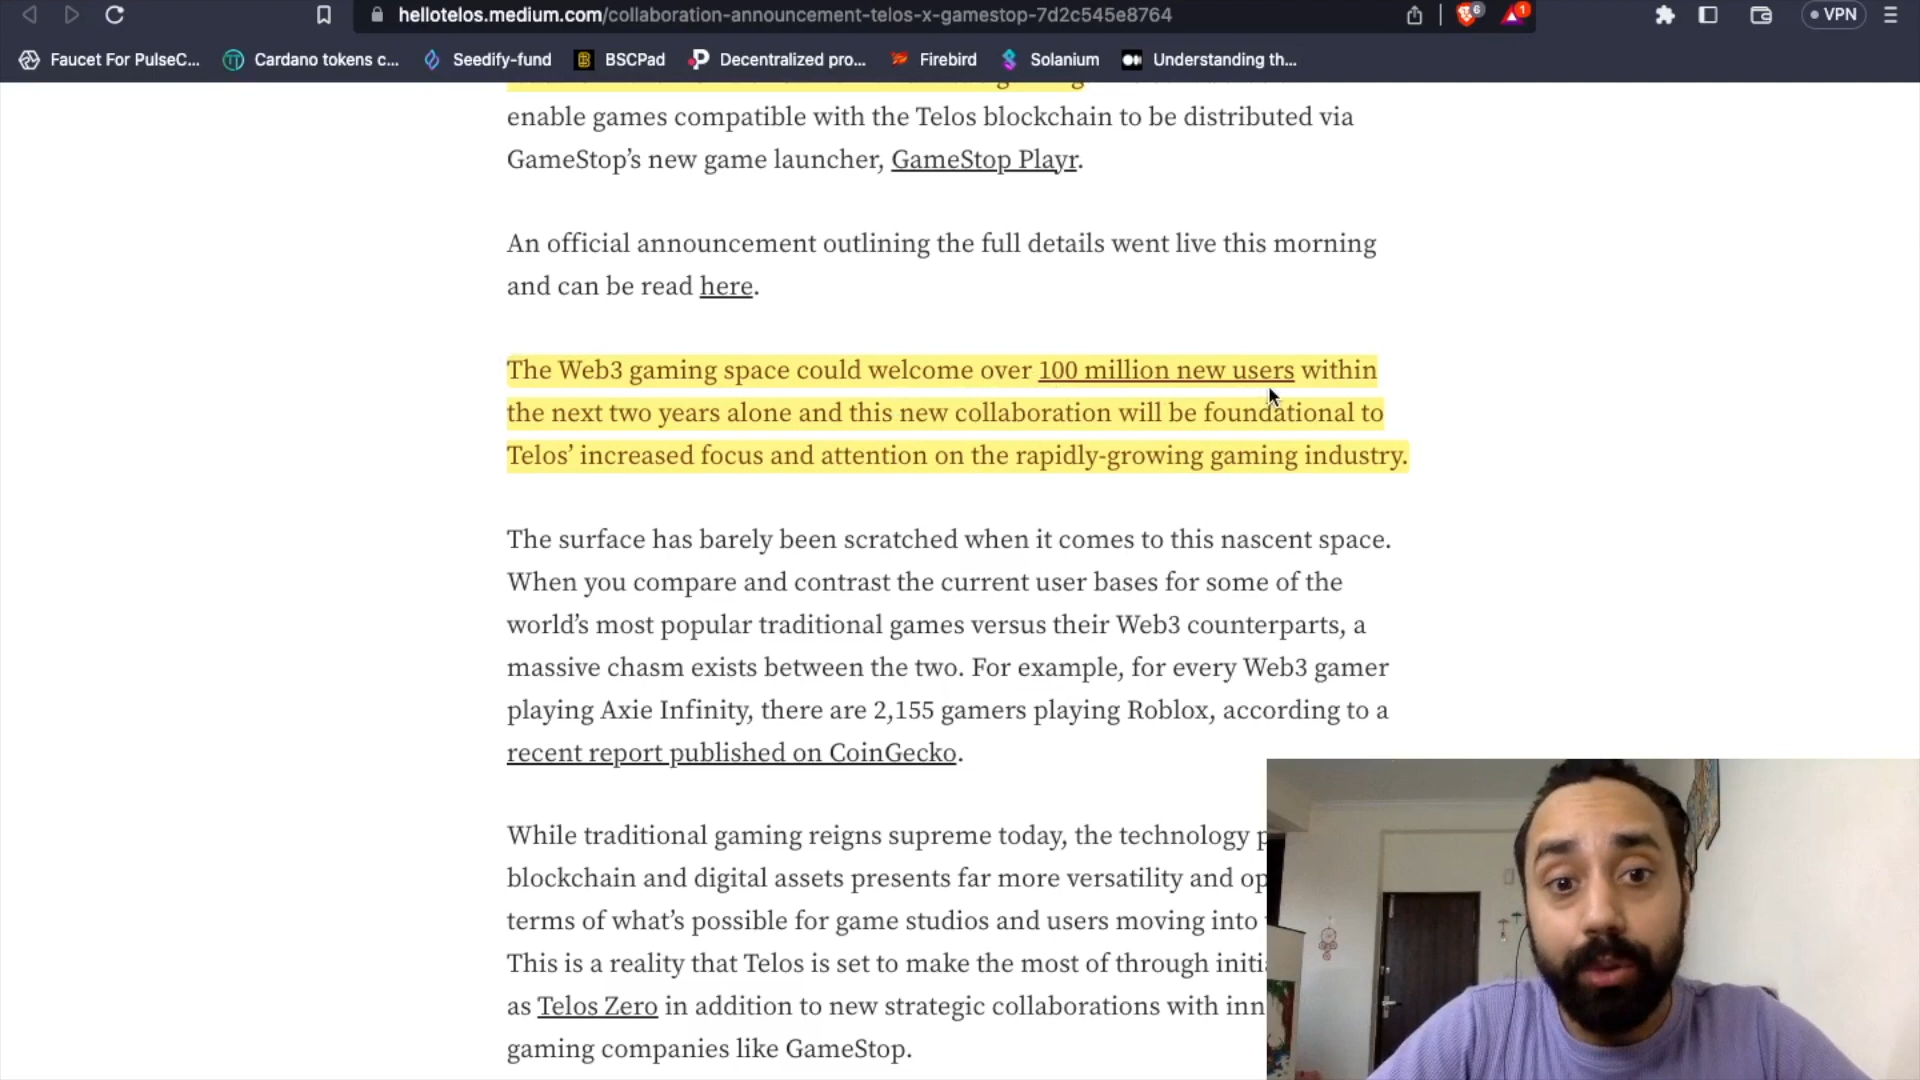 hellotelos.medium.com/collaboration-announcement-telos-x-gamestop-7d2c545e8764
6
1
VPN
Faucet For PulseC...
Cardano tokens c...
Seedify-fund
BSCPad
Decentralized pro...
Firebird
Solanium
Understanding th...
enable games compatible with the Telos blockchain to be distributed via
GameStop’s new game launcher, GameStop Playr.
An official announcement outlining the full details went live this morning
and can be read here.
The Web3 gaming space could welcome over 100 million new users within
the next two years alone and this new collaboration will be foundational to
Telos’ increased focus and attention on the rapidly-growing gaming industry.
The surface has barely been scratched when it comes to this nascent space.
When you compare and contrast the current user bases for some of the
world’s most popular traditional games versus their Web3 counterparts, a
massive chasm exists between the two. For example, for every Web3 gamer
playing Axie Infinity, there are 2,155 gamers playing Roblox, according to a
recent report published on CoinGecko.
While traditional gaming reigns supreme today, the technology
blockchain and digital assets presents far more versatility and
terms of what’s possible for game studios and users moving into
This is a reality that Telos is set to make the most of through
as Telos Zero in addition to new strategic collaborations with
gaming companies like GameStop.